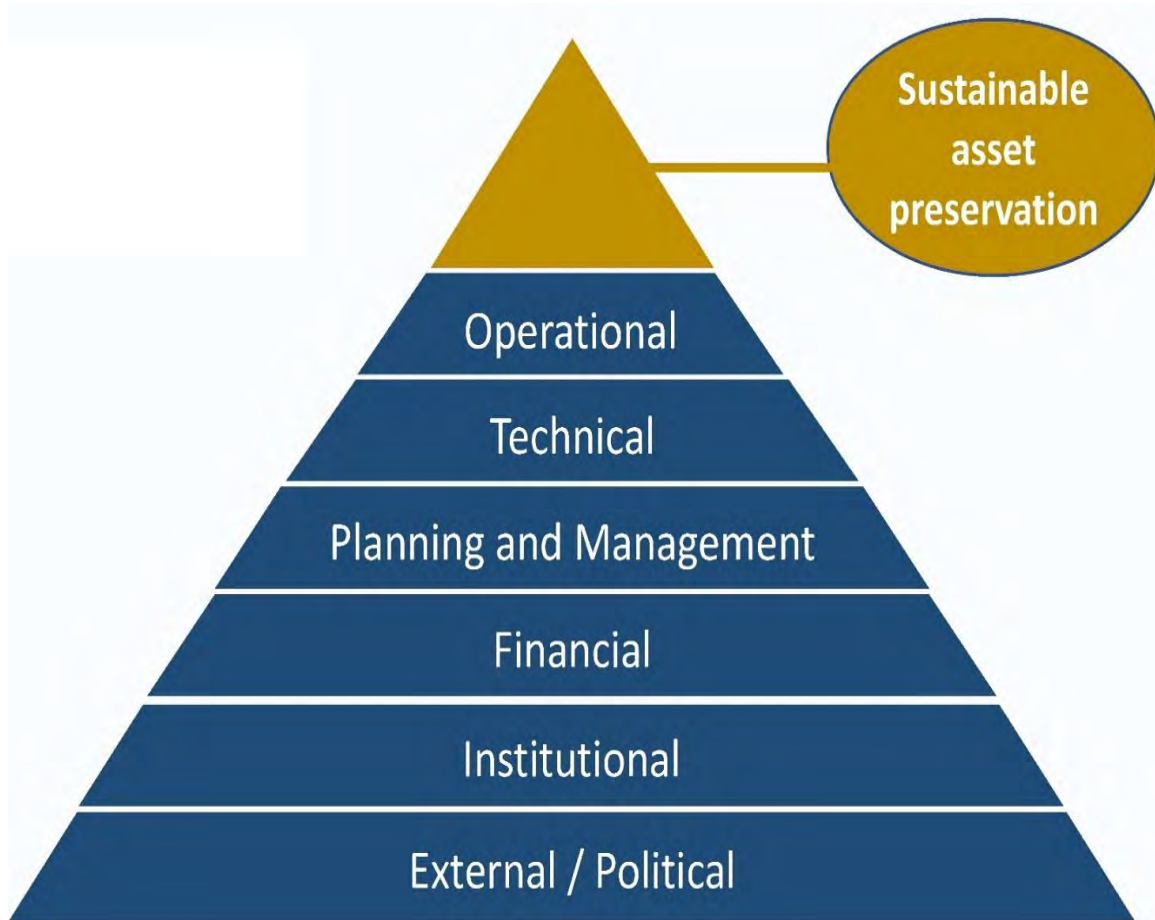 Sustainable
asset
preservation
Operational
Technical
Planning and Management
Financial
Institutional
External / Political